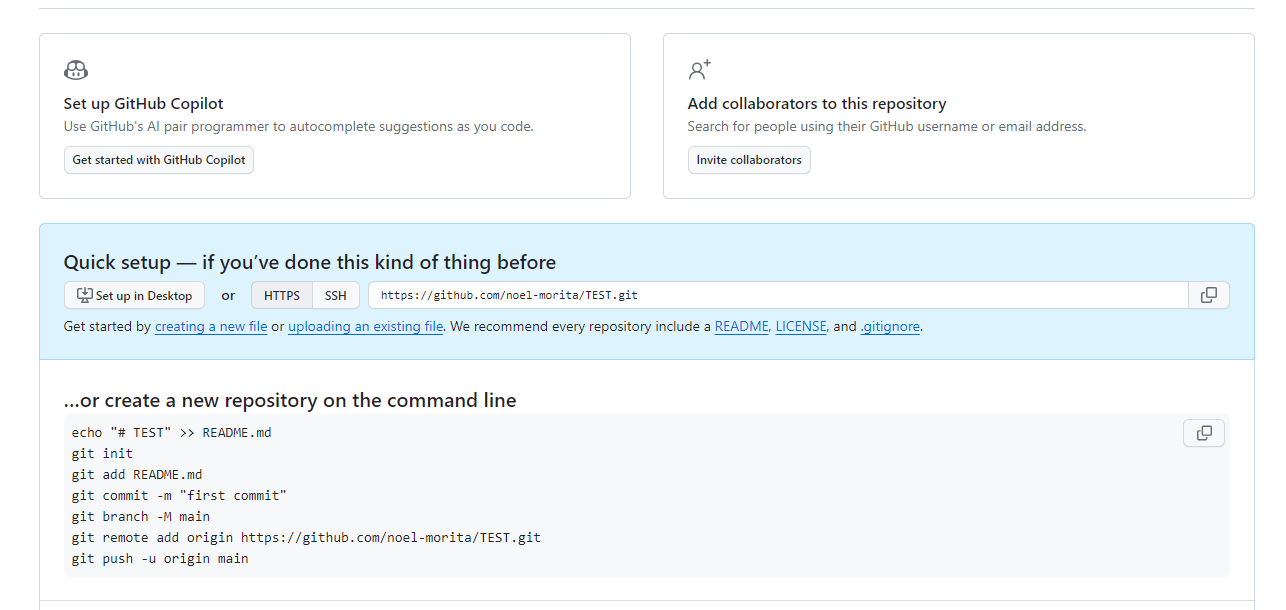 Set up GitHub Copilot
Use GitHub's AI pair programmer to autocomplete suggestions as you code.
Get started with GitHub Copilot
Add collaborators to this repository
Search for people using their GitHub username or email address.
Invite collaborators
Quick setup — if you’ve done this kind of thing before
Set up in Desktop or HTTPS SSH https://github.com/noel-morita/TEST.git
Get started by creating a new file or uploading an existing file. We recommend every repository include a README, LICENSE, and .gitignore.
…or create a new repository on the command line
echo "# TEST" >> README.md
git init
git add README.md
git commit -m "first commit"
git branch -M main
git remote add origin https://github.com/noel-morita/TEST.git
git push -u origin main